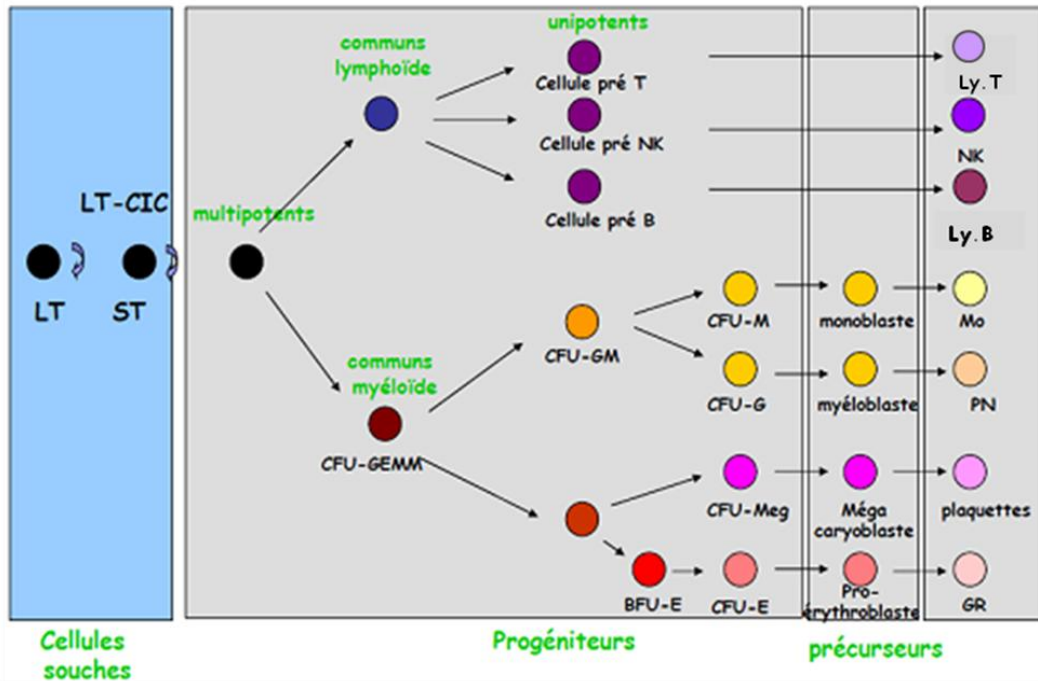 communs
lymphoïde
unipotents
Cellule pré T
Ly.T
Cellule pré NK
NK
Cellule pré B
Ly.B
LT-CIC
multipotents
LT
ST
CFU-M
monoblaste
Mo
CFU-GM
communs
myéloïde
CFU-G
myéloblaste
PN
CFU-GEMM
CFU-Meg
Méga
caryoblaste
plaquettes
BFU-E
CFU-E
Pro-
érythroblaste
GR
Cellules
souches
Progéniteurs
précurseurs